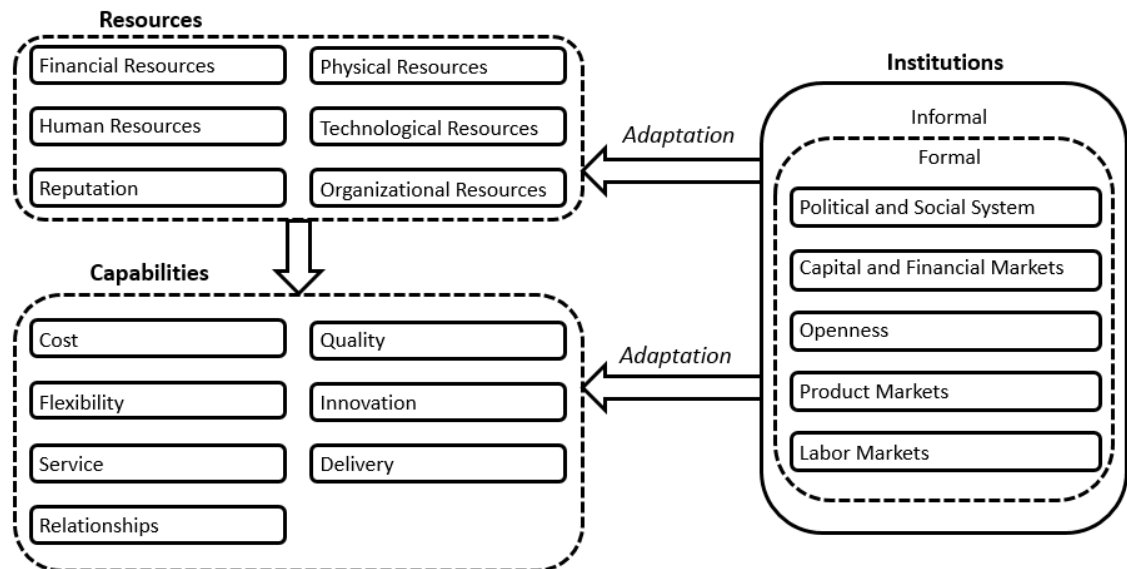 Resources
Financial Resources
Physical Resources
Human Resources
Technological Resources
Reputation
Organizational Resources
Capabilities
Cost
Quality
Flexibility
Innovation
Service
Delivery
Relationships
Adaptation
Adaptation
Institutions
Informal
Formal
Political and Social System
Capital and Financial Markets
Openness
Product Markets
Labor Markets